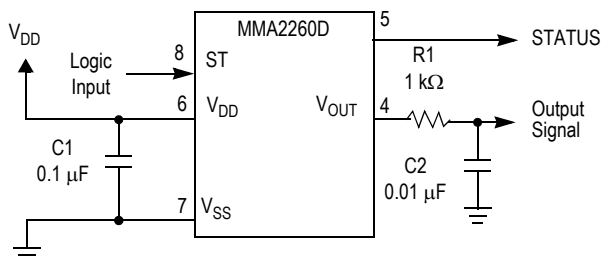 MMA2260D
V_DD
5
STATUS
8
ST
R1
1 kΩ
Logic
Input
6
V_DD
V_OUT
4
Output
Signal
C1
0.1 μF
C2
0.01 μF
7
V_SS